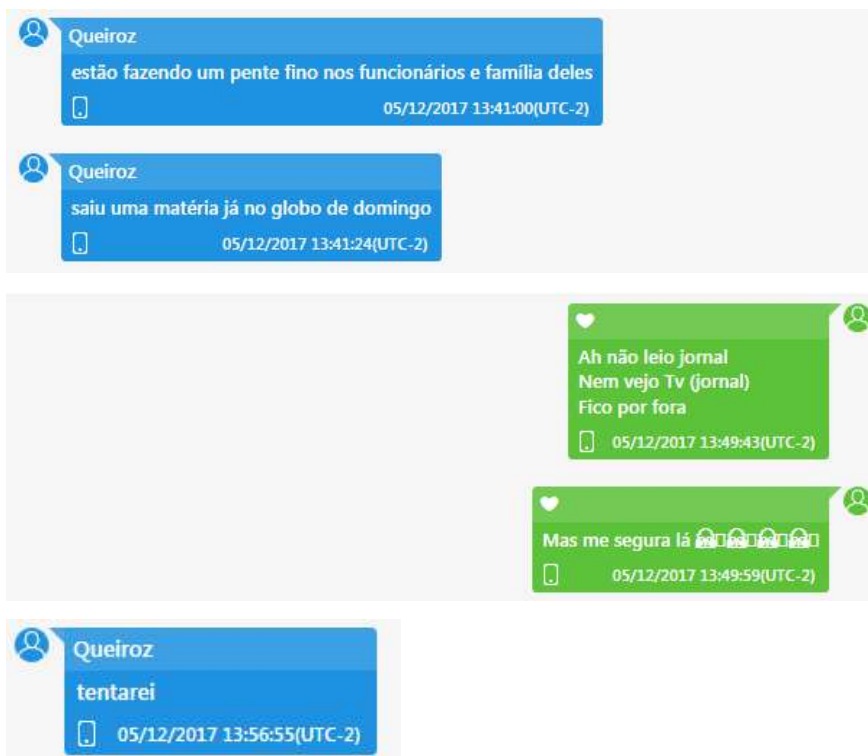 Queiroz
estão fazendo um pente fino nos funcionários e família deles
05/12/2017 13:41:00(UTC-2)
Queiroz
saiu uma matéria já no globo de domingo
05/12/2017 13:41:24(UTC-2)
Ah não leio jornal
Nem vejo Tv (jornal)
Fico por fora
05/12/2017 13:49:43(UTC-2)
Mas me segura lá
05/12/2017 13:49:59(UTC-2)
Queiroz
tentarei
05/12/2017 13:56:55(UTC-2)